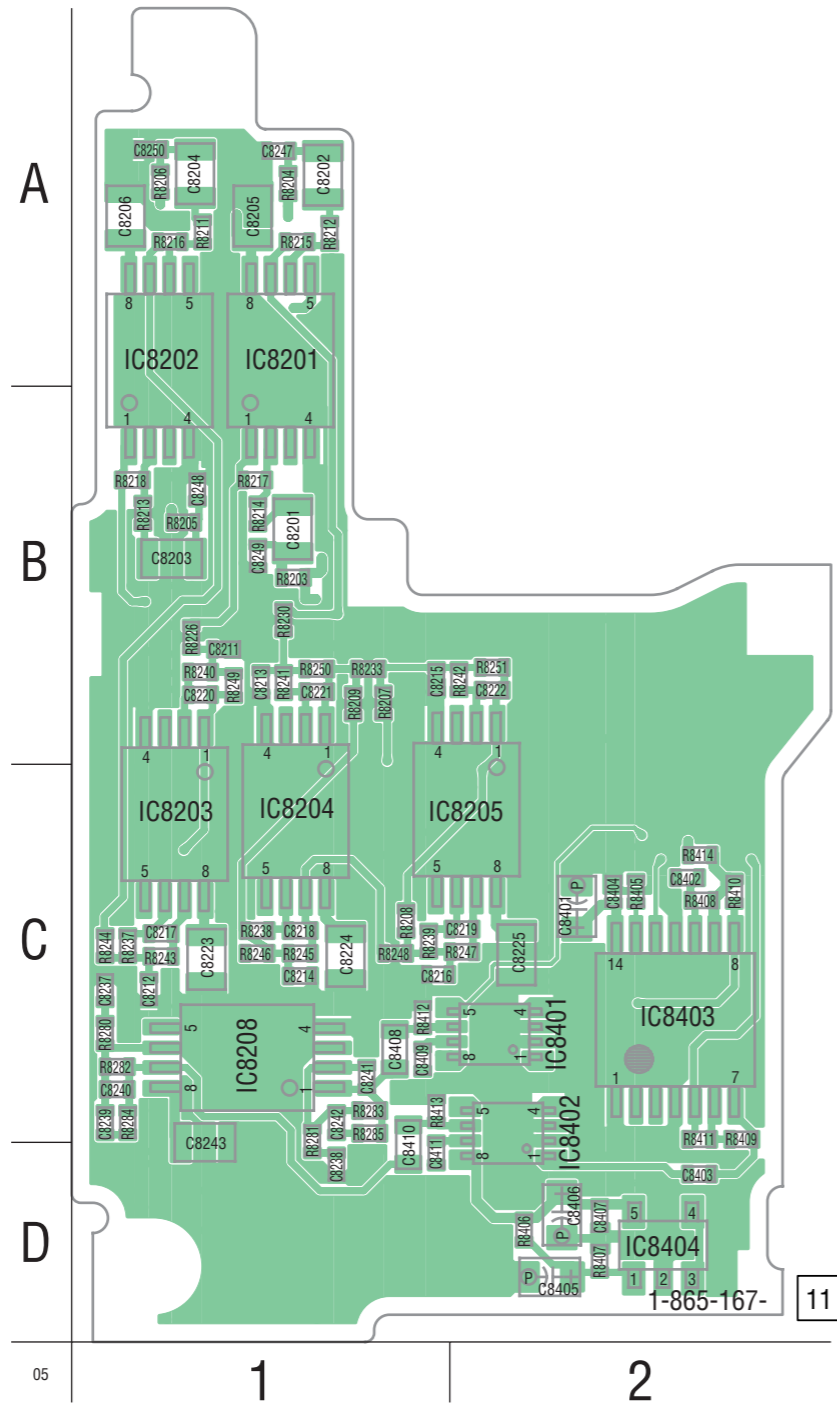 A
C8250
C8204
C8247
C8202
R8206
R8204
C8206
C8205
R8211
R8212
R8216
R8215
8 5
8 5
IC8202
IC8201
1 4
1 4
B
R8218
C8248
R8217
R8213
R8205
R8214
C8201
C8203
C8249
R8203
R8230
R8226
C8211
R8240
C8220
R8249
C8213
R8241
R8250
C8221
R8233
R8209
R8207
C8215
R8242
R8251
C8222
4 1
4 1
4 1
IC8203
IC8204
IC8205
5 8
5 8
5 8
C
R8414
C8402
R8408
R8410
C8404
R8405
P
C8401
R8244
R8237
C8217
R8243
C8223
R8238
C8218
R8246
R8245
C8214
C8224
R8208
R8239
C8219
R8248
R8247
C8216
C8225
C8237
C8212
14 8
IC8403
1 7
R8280
R8282
C8240
C8239
R8284
5 4
IC8208
8 1
C8241
C8408
R8412
C8409
5 4
IC8401
8 1
C8242
R8283
R8285
R8281
C8238
C8243
R8413
C8410
C8411
5 4
IC8402
8 1
R8411
R8409
C8403
D
C8406
P
C8407
R8406
R8407
P
C8405
5 4
IC8404
1 2 3
1-865-167-
11
05
1
2